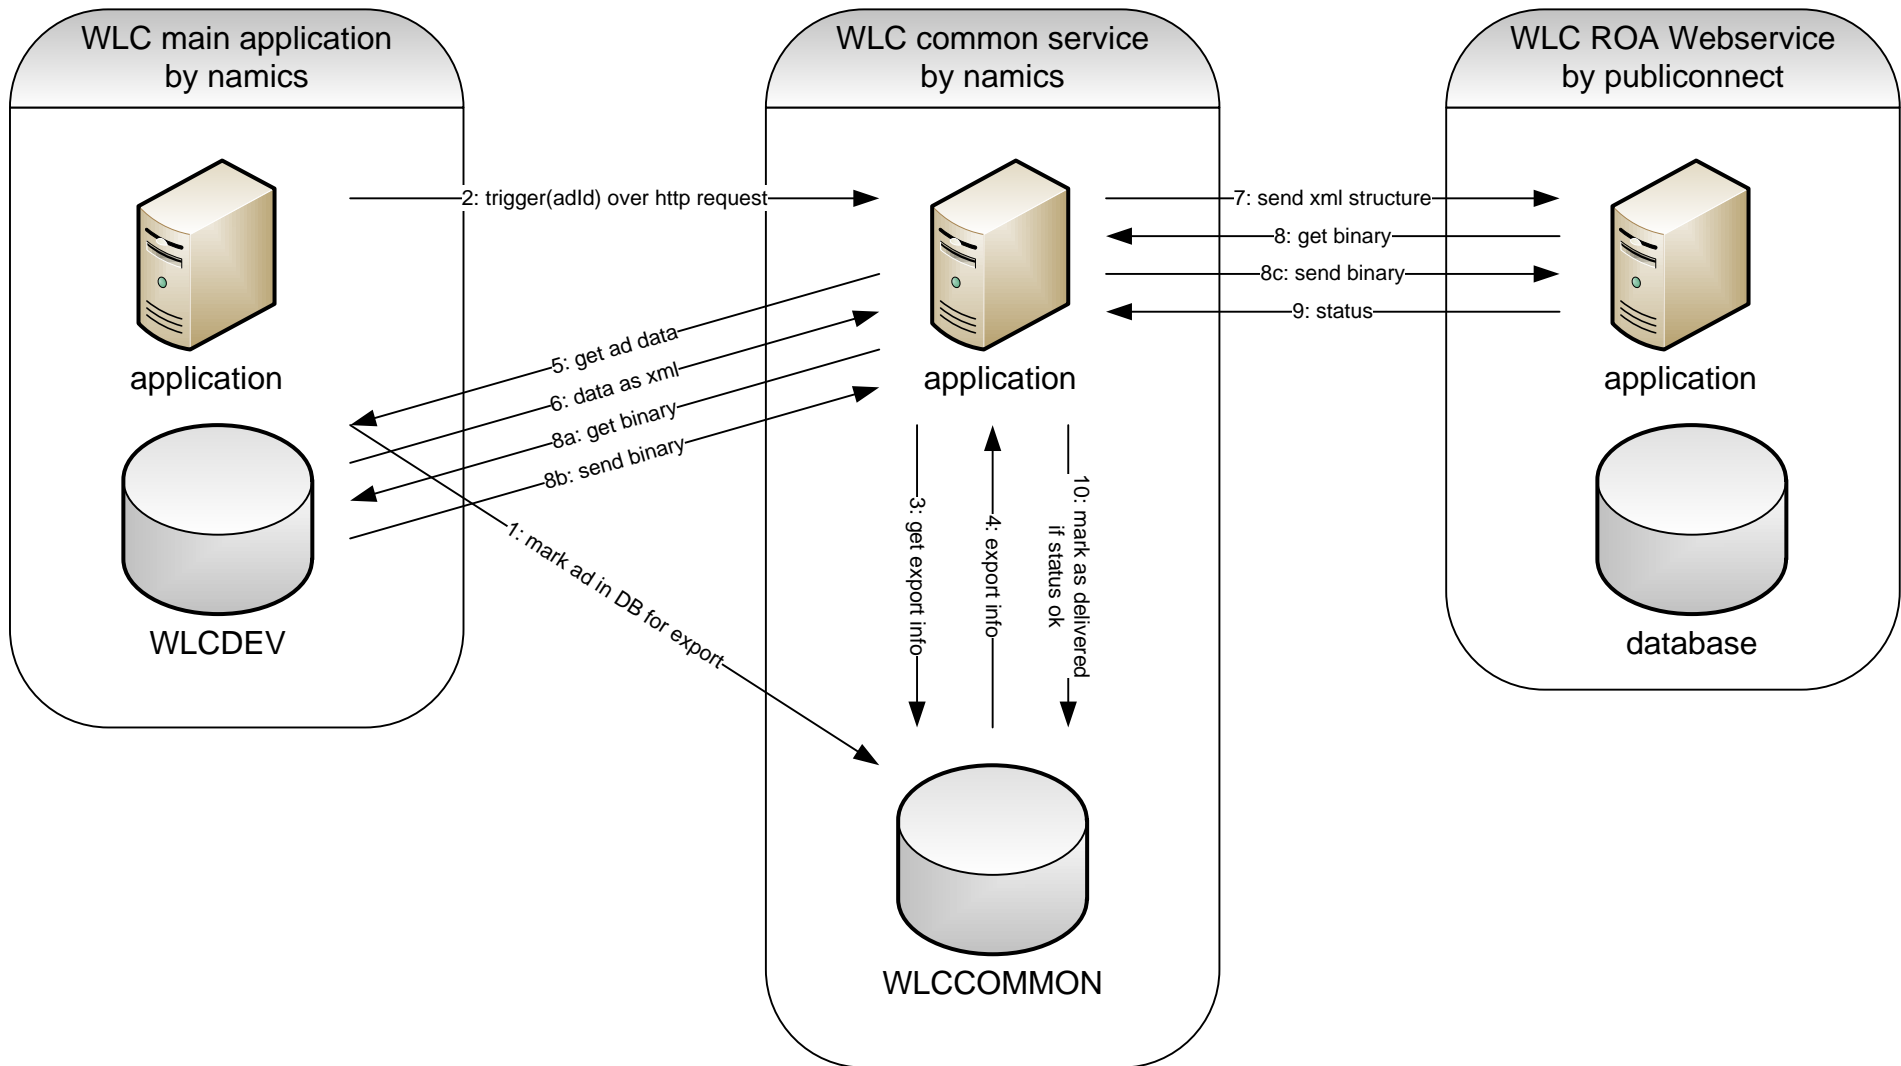 WLC main application
by namics
WLC common service
by namics
WLC ROA Webservice
by publiconnect
2: trigger(adId) over http request
7: send xml structure
8: get binary
8c: send binary
9: status
5: get ad data
6: data as xml
8a: get binary
8b: send binary
application
application
application
1: mark ad in DB for export
3: get export info
4: export info
10: mark as delivered
if status ok
WLCDEV
database
WLCCOMMON